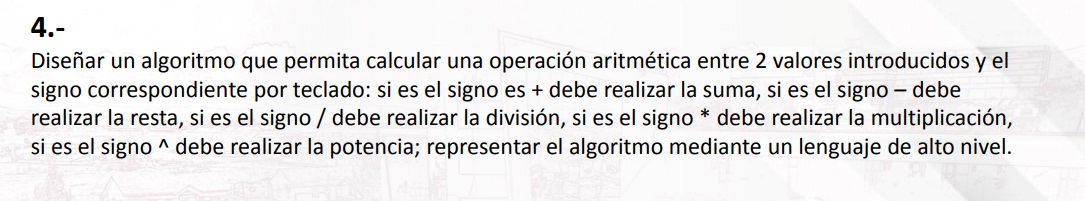 4.-
Diseñar un algoritmo que permita calcular una operación aritmética entre 2 valores introducidos y el
signo correspondiente por teclado: si es el signo es + debe realizar la suma, si es el signo – debe
realizar la resta, si es el signo / debe realizar la división, si es el signo * debe realizar la multiplicación,
si es el signo ^ debe realizar la potencia; representar el algoritmo mediante un lenguaje de alto nivel.